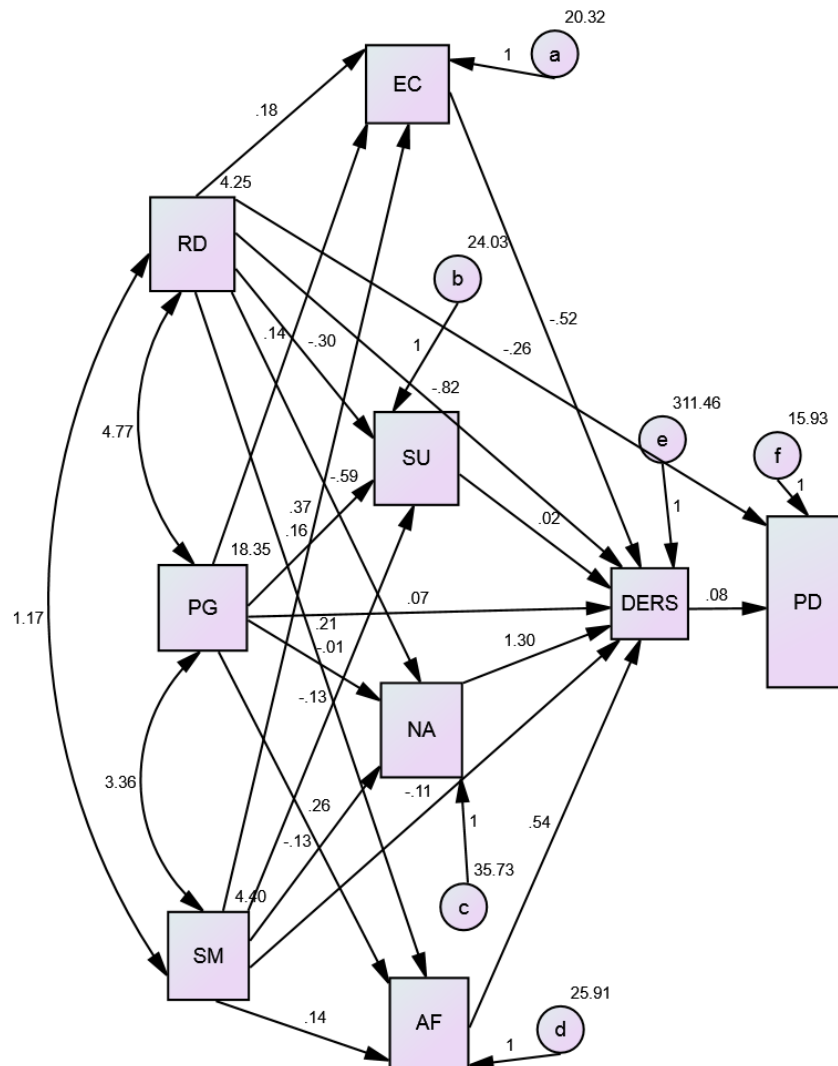 20.32
a
1
EC
.18
4.25
RD
24.03
b
-.52
.14
-.30
1
-.26
-.82
311.46
15.93
4.77
SU
e
f
-.59
1
.37
1
.16
.02
18.35
PG
.07
DERS
.08
PD
1.17
.21
-.01
1.30
-.13
NA
3.36
-.11
.26
.54
1
-.13
35.73
4.40
c
SM
25.91
AF
d
.14
1